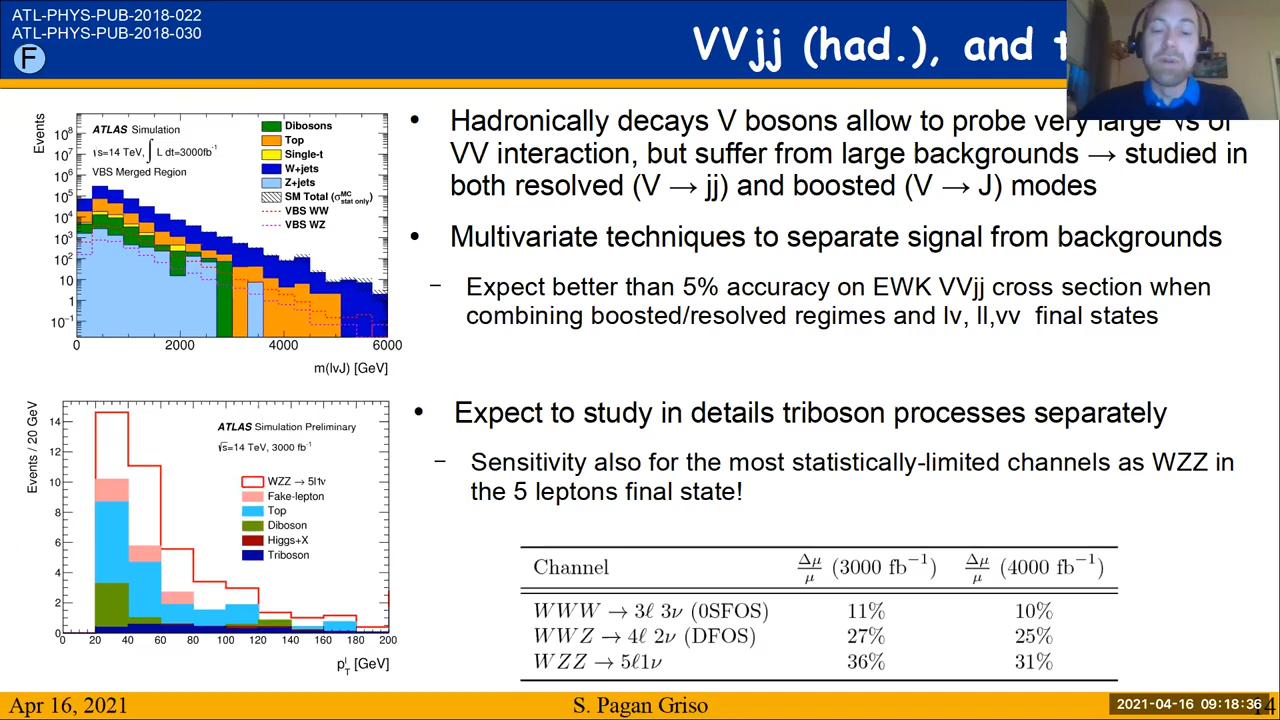 ATL-PHYS-PUB-2018-022
ATL-PHYS-PUB-2018-030
F
VVjj (had.), and
Events
10⁸
10⁷
10⁶
10⁵
10⁴
10³
10²
10
1
10⁻¹
ATLAS Simulation
√s=14 TeV, ∫ L dt=3000fb⁻¹
VBS Merged Region
Dibosons
Top
Single-t
W+jets
Z+jets
SM Total (σ^MC_stat only)
VBS WW
VBS WZ
0 2000 4000 6000
m(lvJ) [GeV]
• Hadronically decays V bosons allow to probe very large √s of
VV interaction, but suffer from large backgrounds → studied in
both resolved (V → jj) and boosted (V → J) modes
• Multivariate techniques to separate signal from backgrounds
− Expect better than 5% accuracy on EWK VVjj cross section when
combining boosted/resolved regimes and lv, ll,vv final states
Events / 20 GeV
14
12
10
8
6
4
2
0
ATLAS Simulation Preliminary
√s=14 TeV, 3000 fb⁻¹
WZZ → 5l1ν
Fake-lepton
Top
Diboson
Higgs+X
Triboson
0 20 40 60 80 100 120 140 160 180 200
p_T^l [GeV]
• Expect to study in details triboson processes separately
− Sensitivity also for the most statistically-limited channels as WZZ in
the 5 leptons final state!
Channel Δμ/μ (3000 fb⁻¹) Δμ/μ (4000 fb⁻¹)
WWW → 3ℓ 3ν (0SFOS) 11% 10%
WWZ → 4ℓ 2ν (DFOS) 27% 25%
WZZ → 5ℓ1ν 36% 31%
Apr 16, 2021 S. Pagan Griso 14
2021-04-16 09:18:36